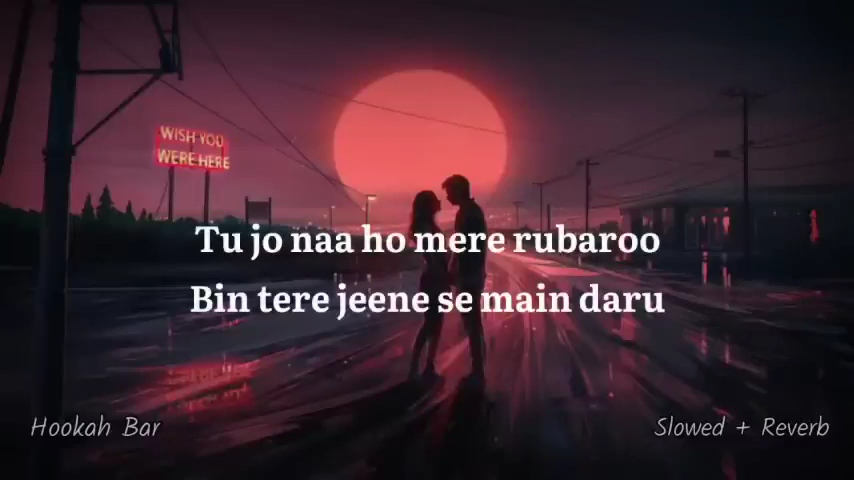 WISH YOU
WERE HERE
Tu jo naa ho mere rubaroo
Bin tere jeene se main daru
Hookah Bar
Slowed + Reverb